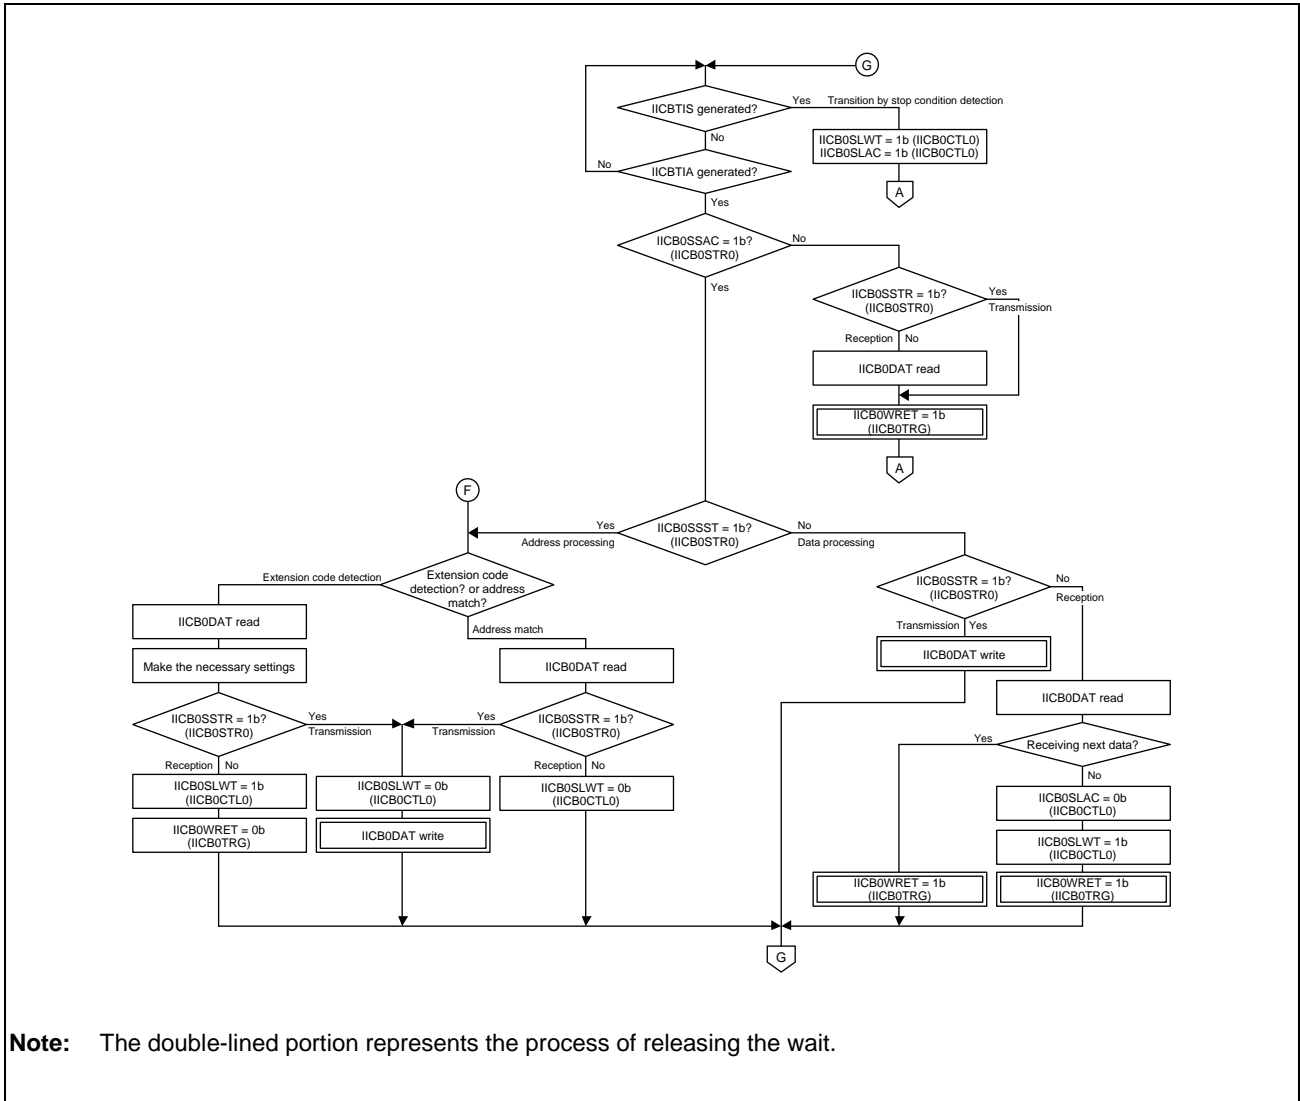 G
IICBTIS generated?
Yes
Transition by stop condition detection
No
IICB0SLWT = 1b (IICB0CTL0)
IICB0SLAC = 1b (IICB0CTL0)
No
IICBTIA generated?
A
Yes
IICB0SSAC = 1b?
(IICB0STR0)
No
Yes
IICB0SSTR = 1b?
(IICB0STR0)
Yes
Transmission
Reception
No
IICB0DAT read
IICB0WRET = 1b
(IICB0TRG)
A
F
Yes
Address processing
IICB0SSST = 1b?
(IICB0STR0)
No
Data processing
Extension code detection
Extension code
detection? or address
match?
IICB0SSTR = 1b?
(IICB0STR0)
No
Reception
IICB0DAT read
Address match
Transmission
Yes
Make the necessary settings
IICB0DAT read
IICB0DAT write
IICB0DAT read
IICB0SSTR = 1b?
(IICB0STR0)
Yes
Transmission
Yes
Transmission
IICB0SSTR = 1b?
(IICB0STR0)
Yes
Receiving next data?
Reception
No
Reception
No
No
IICB0SLWT = 1b
(IICB0CTL0)
IICB0SLWT = 0b
(IICB0CTL0)
IICB0SLWT = 0b
(IICB0CTL0)
IICB0SLAC = 0b
(IICB0CTL0)
IICB0WRET = 0b
(IICB0TRG)
IICB0DAT write
IICB0SLWT = 1b
(IICB0CTL0)
IICB0WRET = 1b
(IICB0TRG)
IICB0WRET = 1b
(IICB0TRG)
G
Note: The double-lined portion represents the process of releasing the wait.